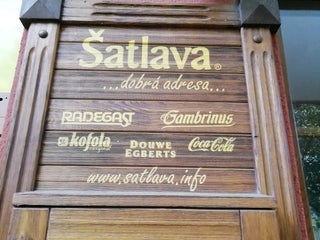 Šatlava®
...dobrá adresa...
RADEGAST Gambrinus
kofola DOUWE EGBERTS Coca-Cola
www.satlava.info